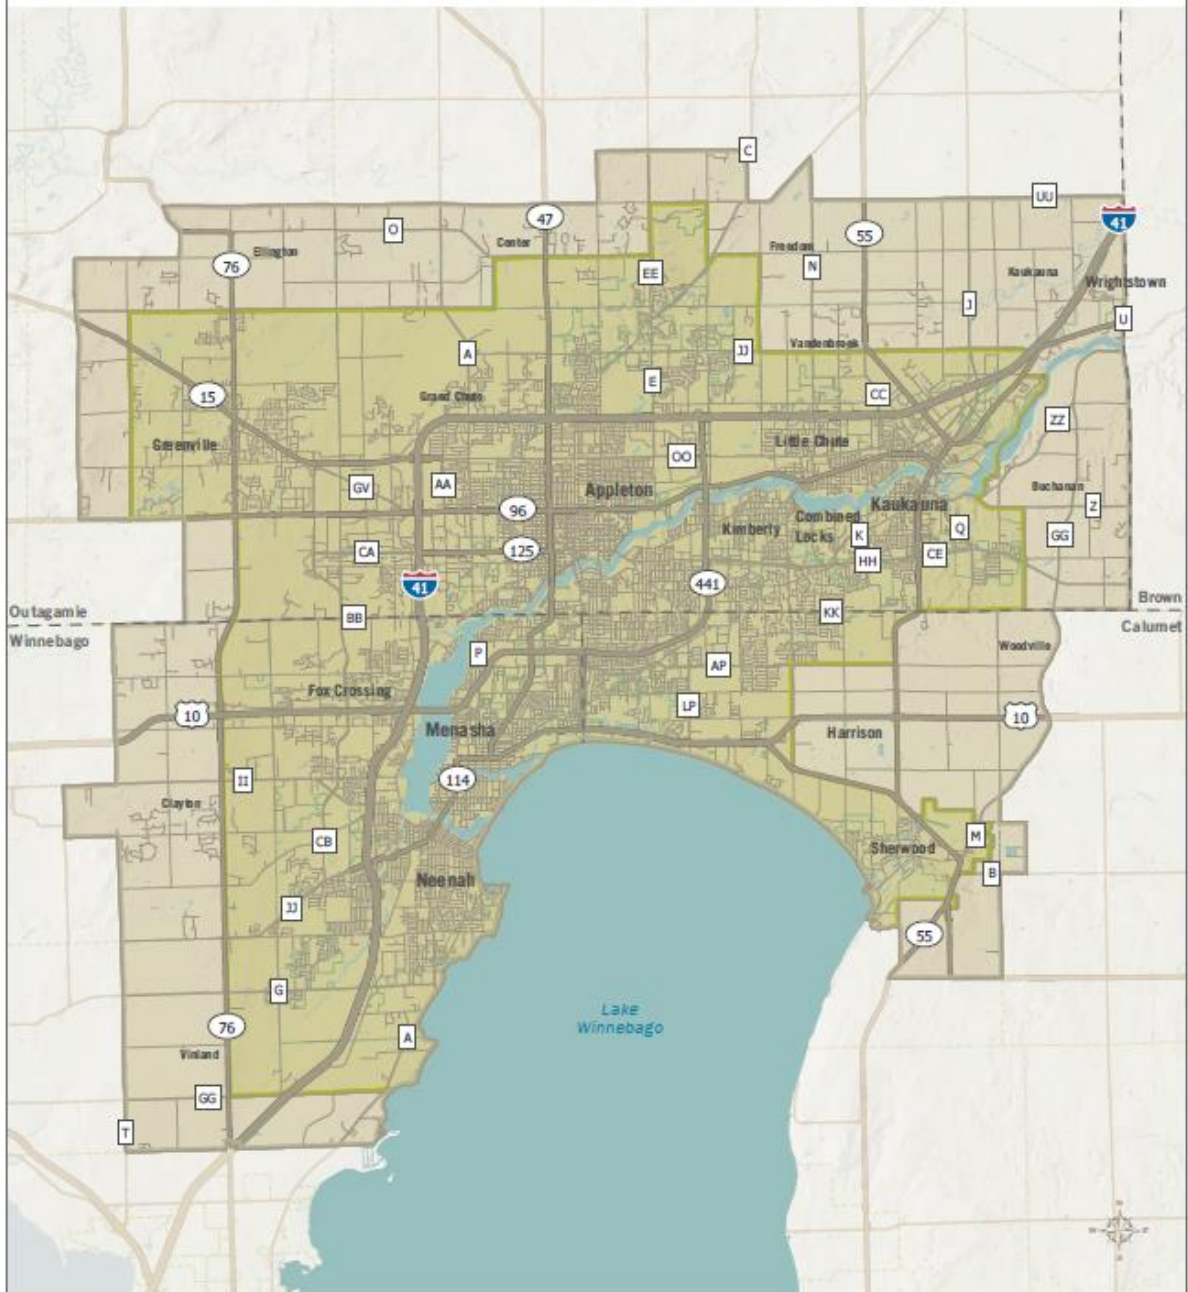 C
UU
O
47
Center
Ellington
76
EE
Freedom
N
55
41
Kaukauna
Wrightstown
J
U
A
JJ
Vandenbroek
15
E
CC
Grand Chute
Greenville
OO
Little Chute
ZZ
GV
AA
Appleton
Buchanan
96
Kimberly
Combined
Locks
Kaukauna
Z
K
Q
GG
CA
125
HH
CE
41
441
Outagamie
Winnebago
BB
KK
Brown
Calumet
P
AP
Woodville
Fox Crossing
LP
10
10
Menasha
Harrison
II
114
Clayton
CB
Sherwood
M
B
Neenah
JJ
55
G
Lake
Winnebago
76
A
Vinland
GG
T